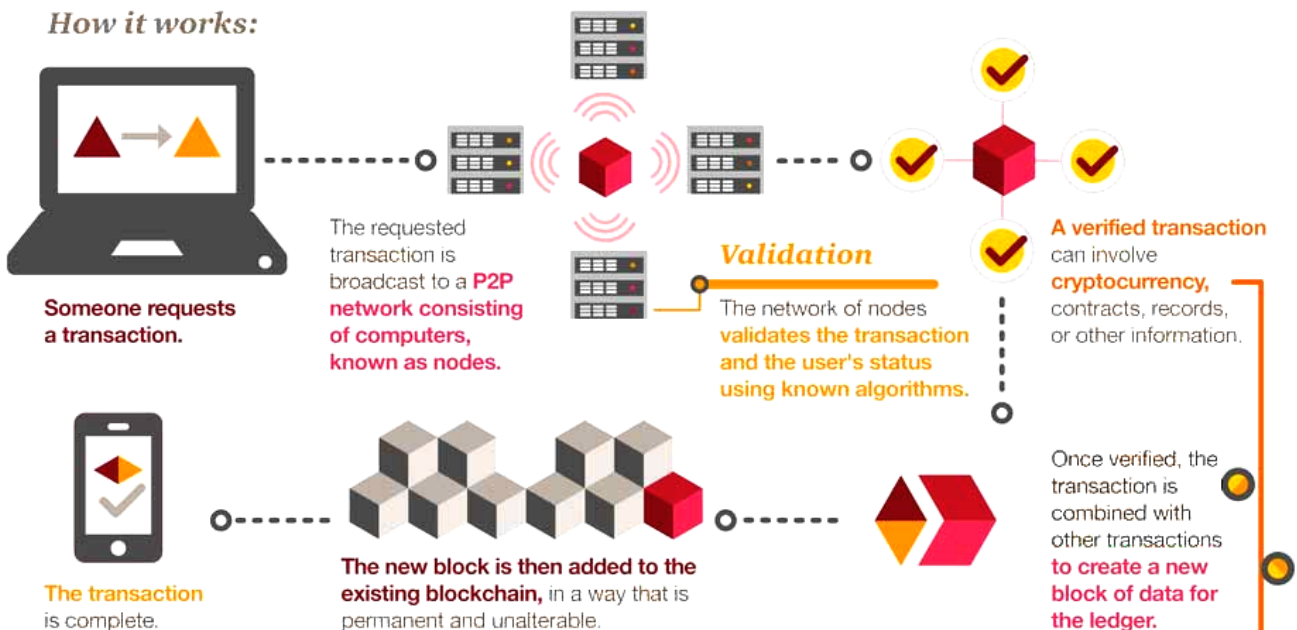 How it works:
Someone requests
a transaction.
The requested
transaction is
broadcast to a P2P
network consisting
of computers,
known as nodes.
Validation
The network of nodes
validates the transaction
and the user's status
using known algorithms.
A verified transaction
can involve
cryptocurrency,
contracts, records,
or other information.
Once verified, the
transaction is
combined with
other transactions
to create a new
block of data for
the ledger.
The new block is then added to the
existing blockchain, in a way that is
permanent and unalterable.
The transaction
is complete.